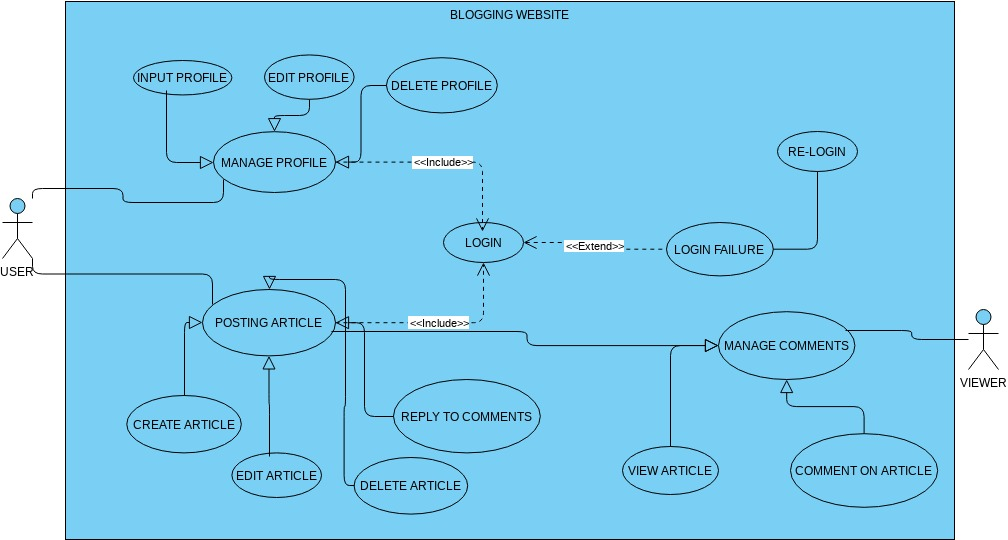 BLOGGING WEBSITE
INPUT PROFILE
EDIT PROFILE
DELETE PROFILE
MANAGE PROFILE
<<Include>>
RE-LOGIN
LOGIN
<<Extend>>
LOGIN FAILURE
USER
POSTING ARTICLE
<<Include>>
MANAGE COMMENTS
VIEWER
CREATE ARTICLE
REPLY TO COMMENTS
EDIT ARTICLE
DELETE ARTICLE
VIEW ARTICLE
COMMENT ON ARTICLE